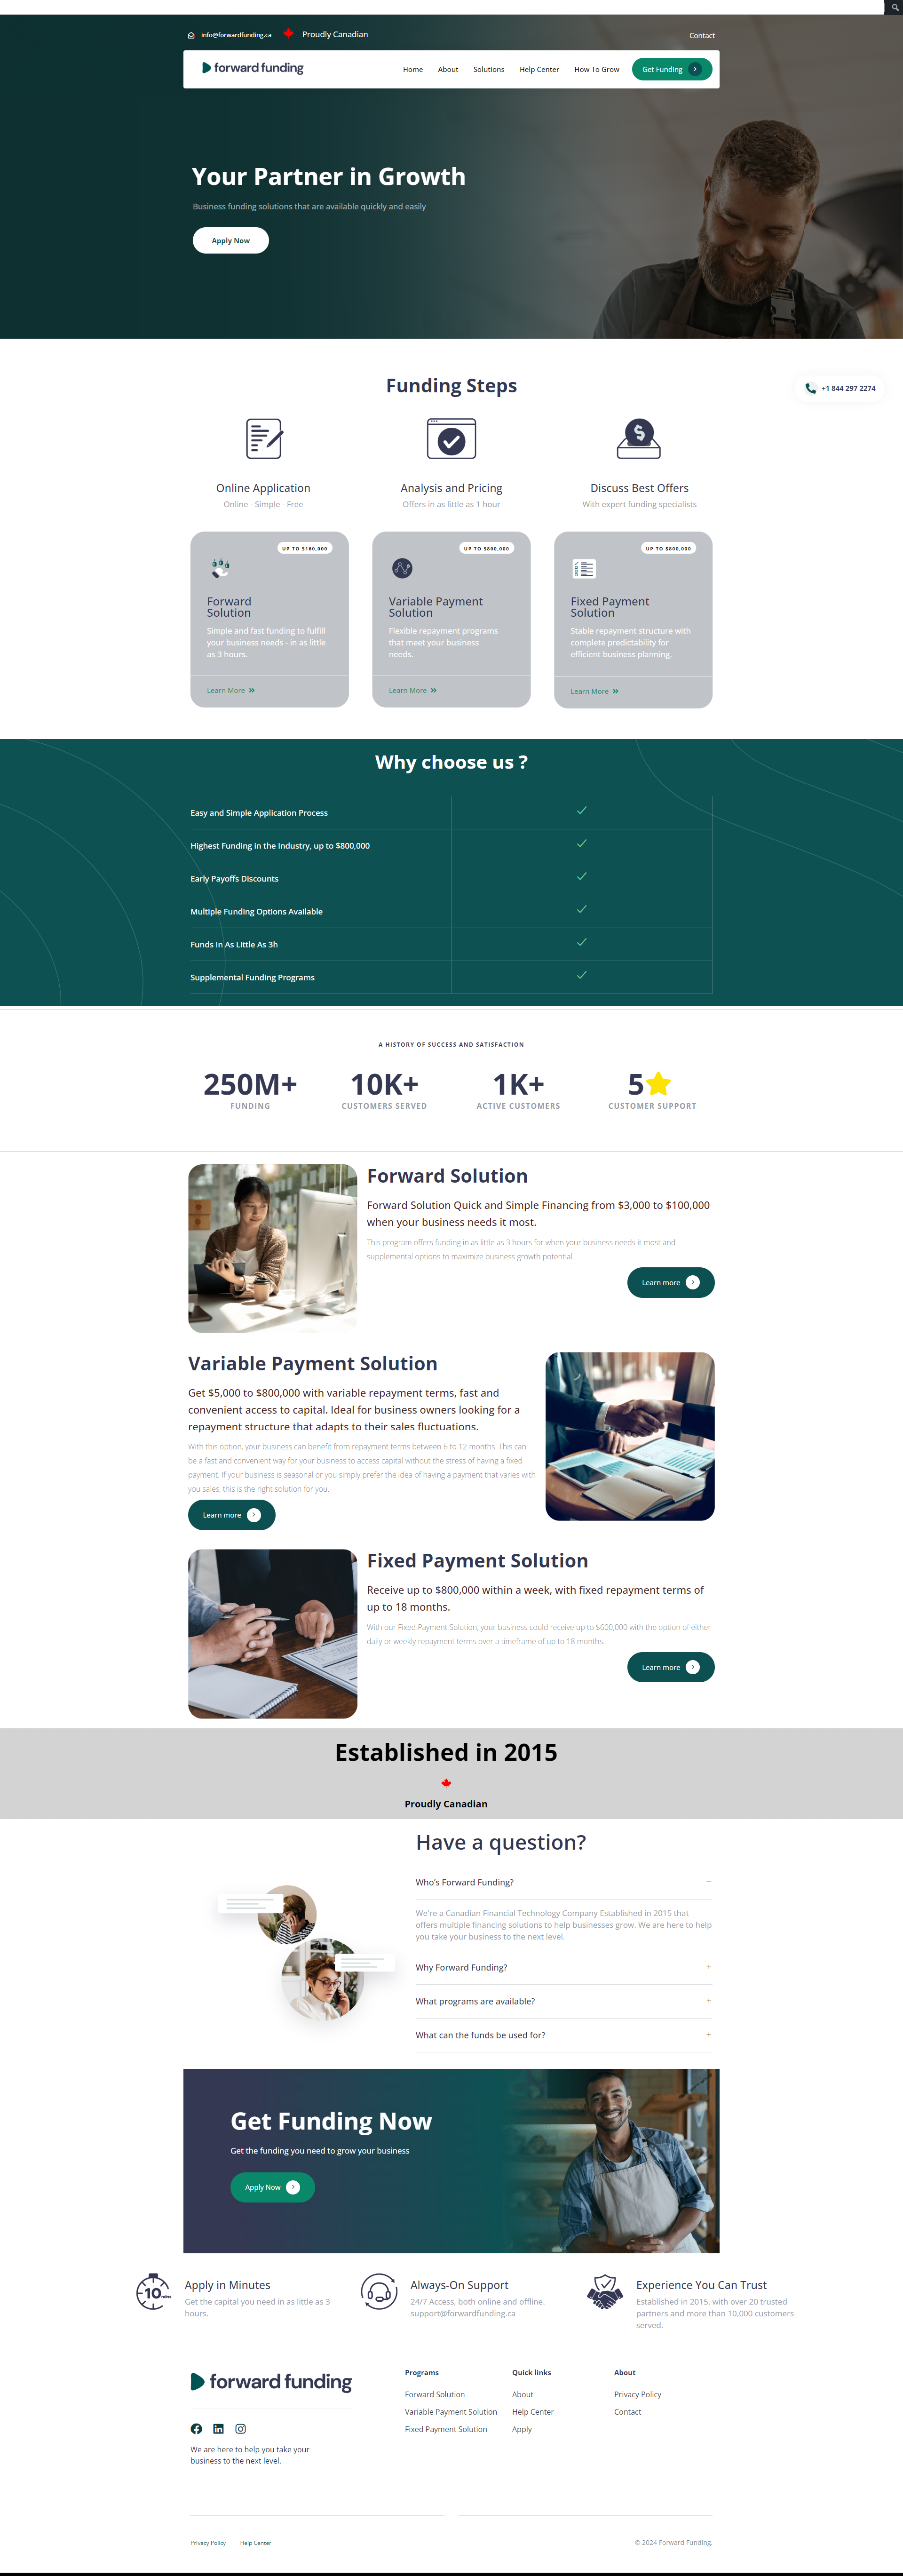 info@forwardfunding.ca
Proudly Canadian
Contact
forward funding
Home
About
Solutions
Help Center
How To Grow
Get Funding
Your Partner in Growth
Business funding solutions that are available quickly and easily
Apply Now
+1 844 297 2274
Funding Steps
Online Application
Online - Simple - Free
Analysis and Pricing
Offers in as little as 1 hour
Discuss Best Offers
With expert funding specialists
UP TO $160,000
Forward
Solution
Simple and fast funding to fulfill
your business needs - in as little
as 3 hours.
Learn More
UP TO $800,000
Variable Payment
Solution
Flexible repayment programs
that meet your business
needs.
Learn More
UP TO $800,000
Fixed Payment
Solution
Stable repayment structure with
complete predictability for
efficient business planning.
Learn More
Why choose us ?
Easy and Simple Application Process
Highest Funding in the Industry, up to $800,000
Early Payoffs Discounts
Multiple Funding Options Available
Funds In As Little As 3h
Supplemental Funding Programs
A HISTORY OF SUCCESS AND SATISFACTION
250M+
FUNDING
10K+
CUSTOMERS SERVED
1K+
ACTIVE CUSTOMERS
5
CUSTOMER SUPPORT
Forward Solution
Forward Solution Quick and Simple Financing from $3,000 to $100,000
when your business needs it most.
This program offers funding in as little as 3 hours for when your business needs it most and
supplemental options to maximize business growth potential.
Learn more
Variable Payment Solution
Get $5,000 to $800,000 with variable repayment terms, fast and
convenient access to capital. Ideal for business owners looking for a
repayment structure that adapts to their sales fluctuations.
With this option, your business can benefit from repayment terms between 6 to 12 months. This can
be a fast and convenient way for your business to access capital without the stress of having a fixed
payment. If your business is seasonal or you simply prefer the idea of having a payment that varies with
you sales, this is the right solution for you.
Learn more
Fixed Payment Solution
Receive up to $800,000 within a week, with fixed repayment terms of
up to 18 months.
With our Fixed Payment Solution, your business could receive up to $600,000 with the option of either
daily or weekly repayment terms over a timeframe of up to 18 months.
Learn more
Established in 2015
Proudly Canadian
Have a question?
Who's Forward Funding?
We're a Canadian Financial Technology Company Established in 2015 that
offers multiple financing solutions to help businesses grow. We are here to help
you take your business to the next level.
Why Forward Funding?
What programs are available?
What can the funds be used for?
Get Funding Now
Get the funding you need to grow your business
Apply Now
10 mins
Apply in Minutes
Get the capital you need in as little as 3
hours.
Always-On Support
24/7 Access, both online and offline.
support@forwardfunding.ca
Experience You Can Trust
Established in 2015, with over 20 trusted
partners and more than 10,000 customers
served.
forward funding
We are here to help you take your
business to the next level.
Programs
Forward Solution
Variable Payment Solution
Fixed Payment Solution
Quick links
About
Help Center
Apply
About
Privacy Policy
Contact
Privacy Policy
Help Center
© 2024 Forward Funding.